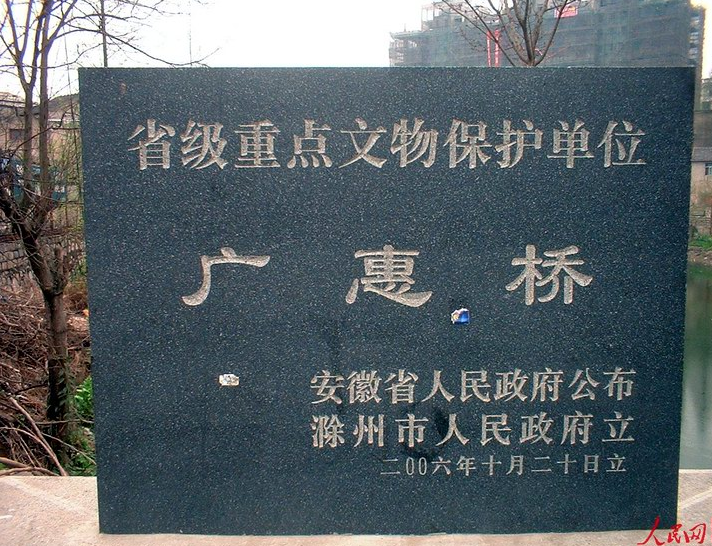 省级重点文物保护单位
广惠桥
安徽省人民政府公布
滁州市人民政府立
二00六年十月二十日立
人民网